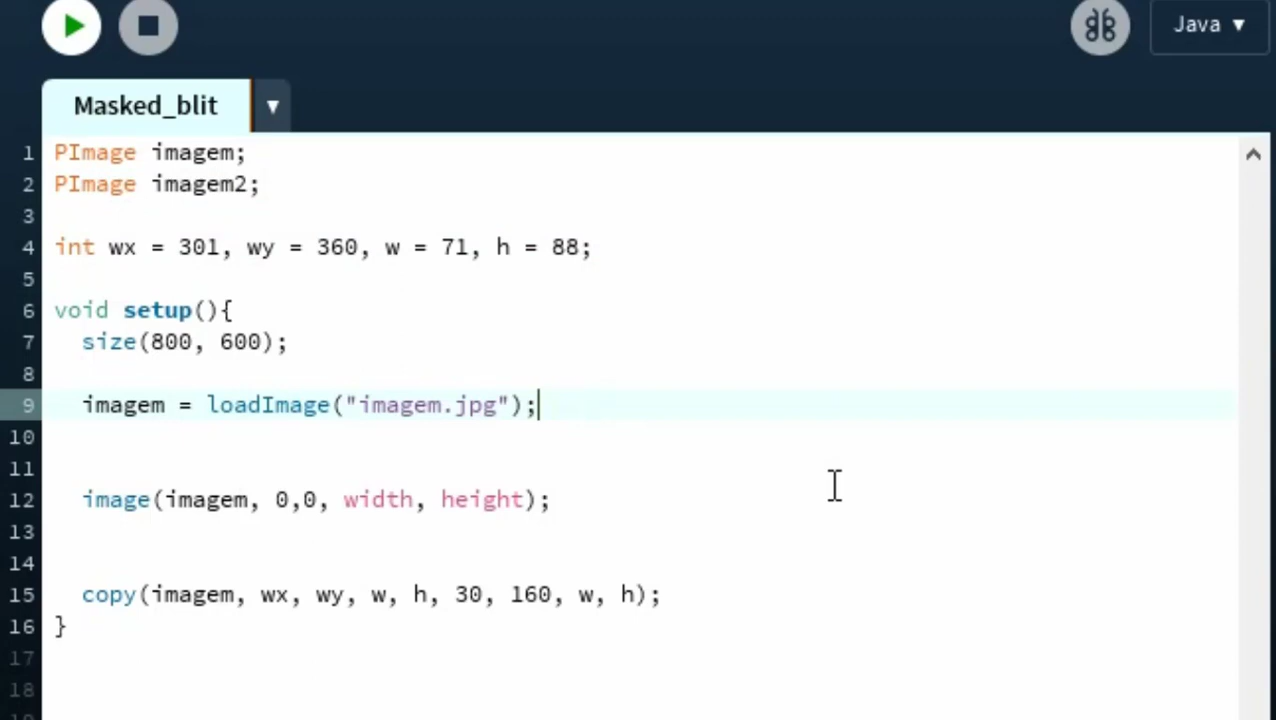 Java ▼
Masked_blit ▼
1 PImage imagem;
2 PImage imagem2;
3
4 int wx = 301, wy = 360, w = 71, h = 88;
5
6 void setup(){
7 size(800, 600);
8
9 imagem = loadImage("imagem.jpg");
10
11
12 image(imagem, 0,0, width, height);
13
14
15 copy(imagem, wx, wy, w, h, 30, 160, w, h);
16 }
17
18